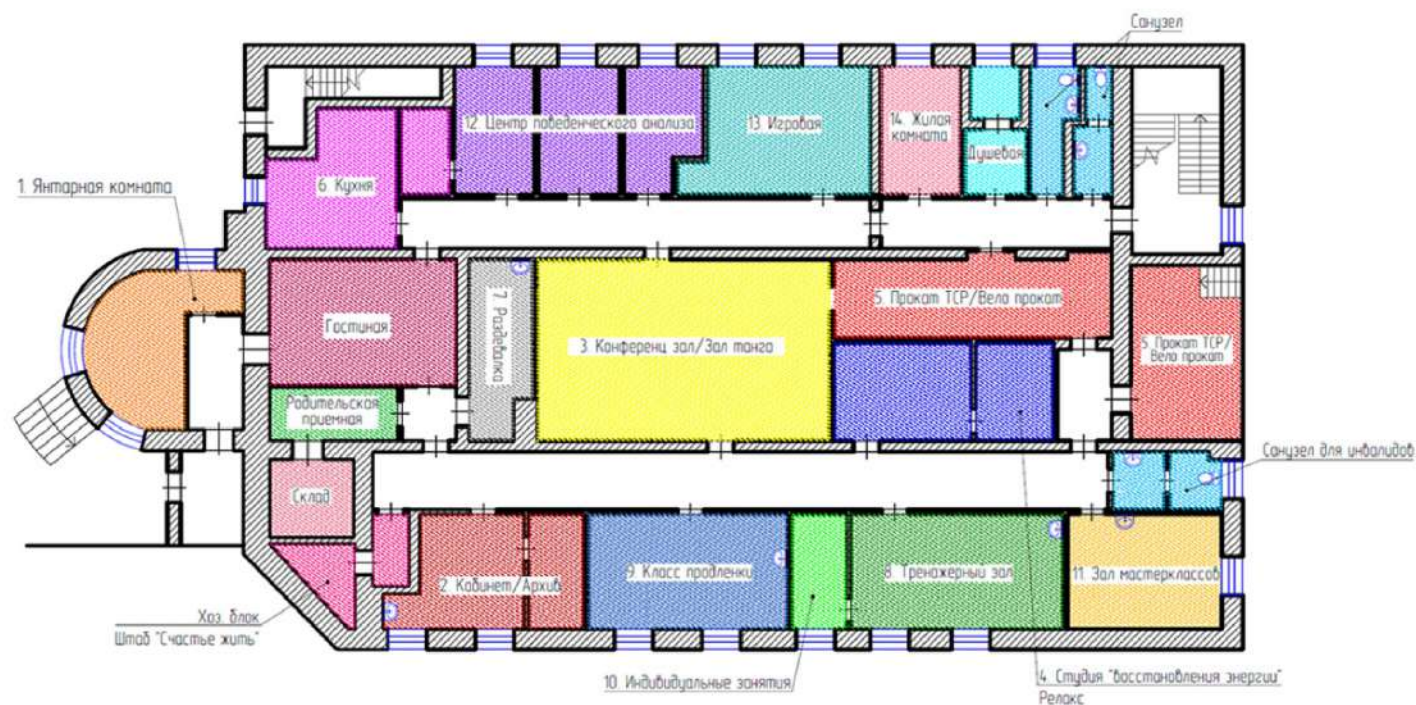 Санузел
12. Центр поведенческого анализа
13. Игровая
14. Жилая
комната
Душевая
1. Янтарная комната
6. Кухня
Гостиная
7. Раздевалка
3. Конференц зал/Зал танга
5. Прокат ТСР/Вело прокат
5. Прокат ТСР/
Вело прокат
Родительская
приемная
Санузел для инвалидов
Склад
2. Кабинет/Архив
9. Класс продленки
8. Тренажерный зал
11. Зал мастерклассов
Хоз. блок
Штаб "Счастье жить"
10. Индивидуальные занятия
4. Студия "восстановления энергии"
Релакс